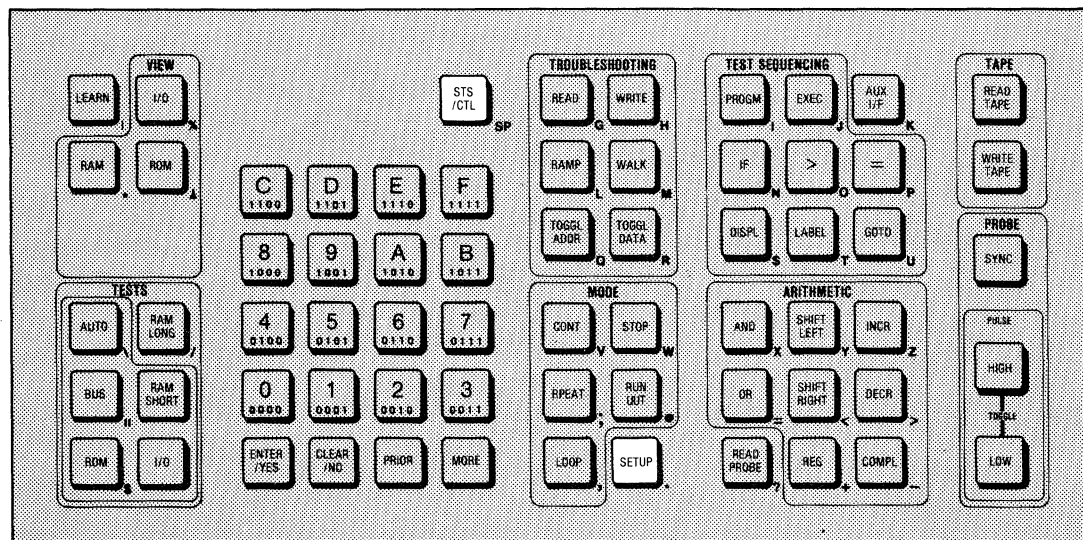 VIEW
LEARN
|
I/O
%
RAM
*
ROM
TESTS
AUTO
\
RAM
LONG
/
BUS
"
RAM
SHORT
ROM
$
I/O
STS
/CTL
SP
C
1100
D
1101
E
1110
F
1111
8
1000
9
1001
A
1010
B
1011
4
0100
5
0101
6
0110
7
0111
0
0000
1
0001
2
0010
3
0011
ENTER
/YES
CLEAR
/NO
PRIOR
MORE
TROUBLESHOOTING
READ
G
WRITE
H
RAMP
L
WALK
M
TOGGL
ADDR
Q
TOGGL
DATA
R
MODE
CONT
V
STOP
W
RPEAT
;
RUN
UUT
LOOP
,
SETUP
.
TEST SEQUENCING
PROGM
I
EXEC
J
AUX
I/F
K
IF
N
>
O
=
P
DISPL
S
LABEL
T
GOTO
U
ARITHMETIC
AND
X
SHIFT
LEFT
Y
INCR
Z
OR
=
SHIFT
RIGHT
<
DECR
>
READ
PROBE
?
REG
+
COMPL
-
TAPE
READ
TAPE
WRITE
TAPE
PROBE
SYNC
PULSE
HIGH
TOGGLE
LOW